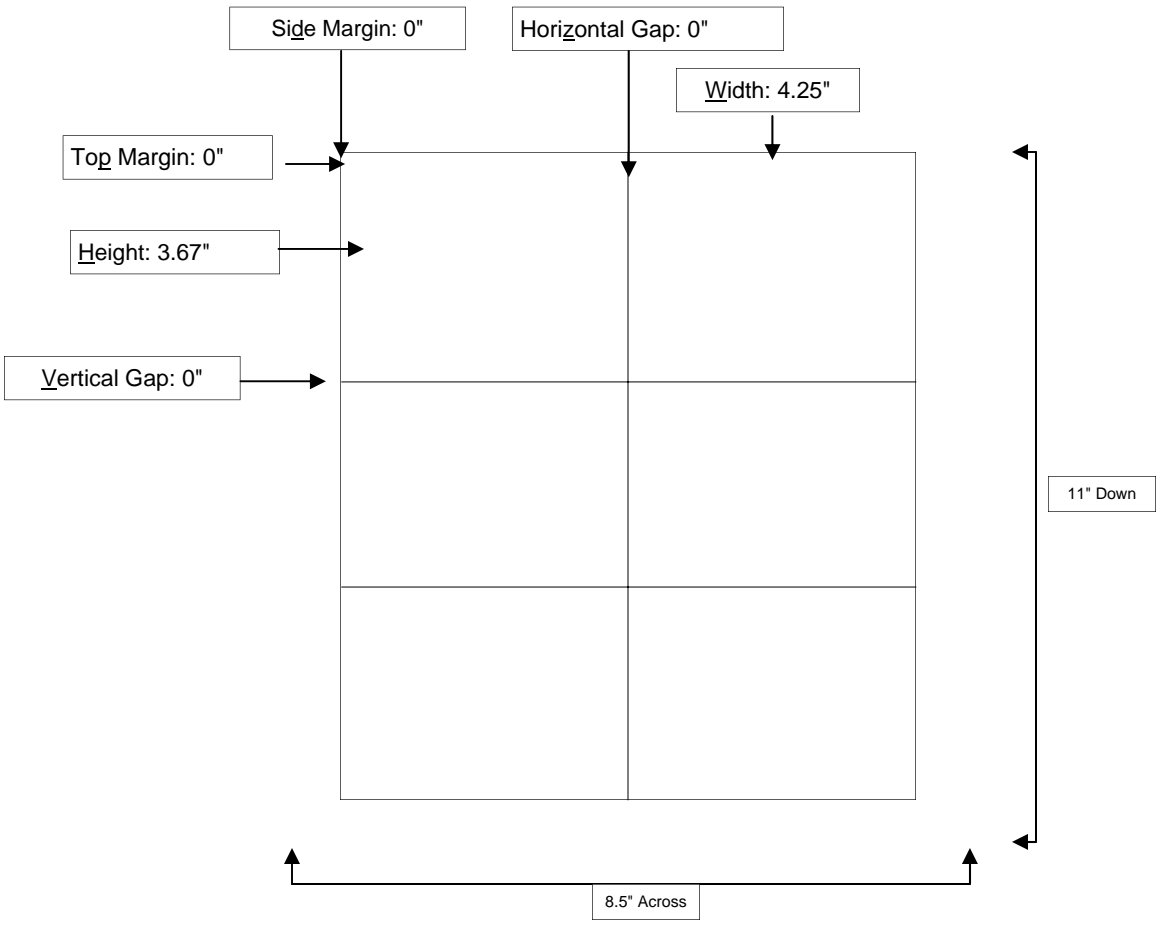 Side Margin: 0"
Horizontal Gap: 0"
Width: 4.25"
Top Margin: 0"
Height: 3.67"
Vertical Gap: 0"
11" Down
8.5" Across